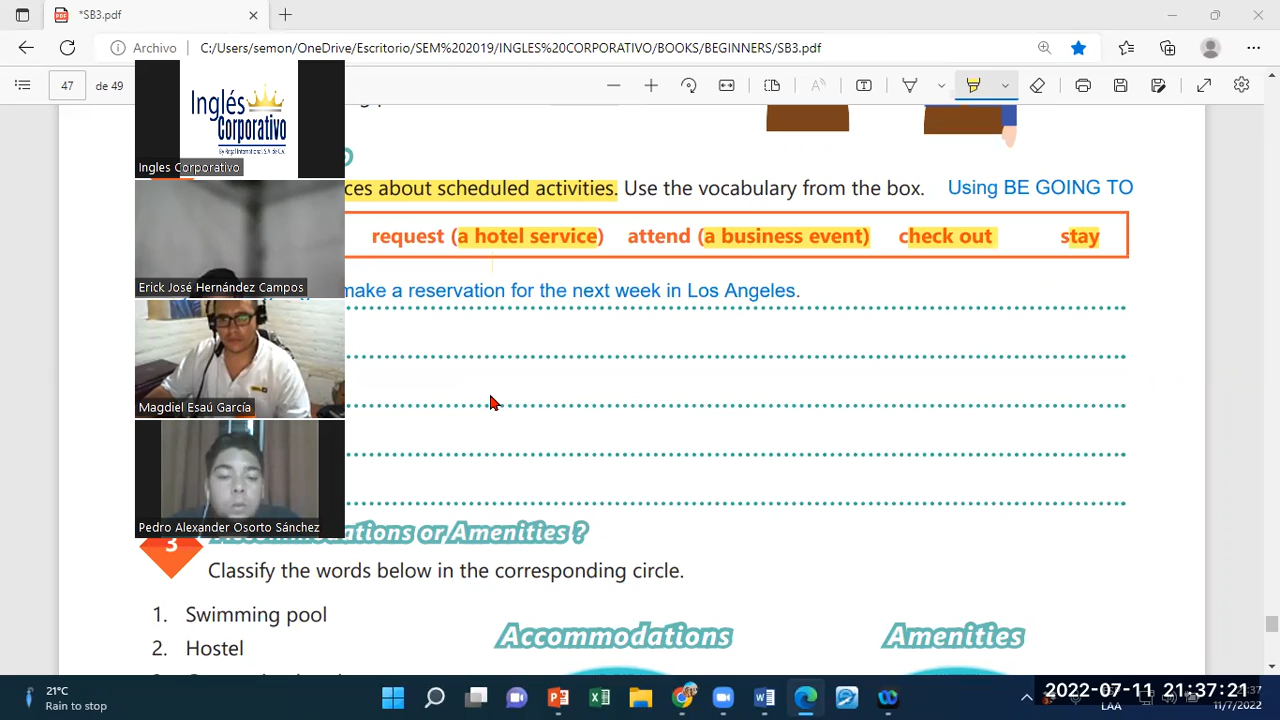 *SB3.pdf
Archivo
C:/Users/semon/OneDrive/Escritorio/SEM%202019/INGLES%20CORPORATIVO/BOOKS/BEGINNERS/SB3.pdf
47 de 49
Inglés
Corporativo
By Royal International, S.A. de C.V.
Ingles Corporativo
ces about scheduled activities. Use the vocabulary from the box. Using BE GOING TO
request (a hotel service) attend (a business event) check out stay
Erick José Hernández Campos
make a reservation for the next week in Los Angeles.
Magdiel Esaú García
Pedro Alexander Osorto Sánchez
3
Accommodations or Amenities ?
Classify the words below in the corresponding circle.
1. Swimming pool
2. Hostel
Accommodations
Amenities
21°C
Rain to stop
LAA
2022-07-11 21:37:21
11/7/2022